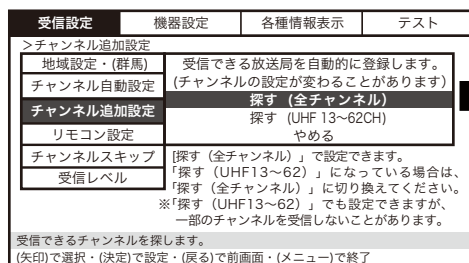 受信設定 機器設定 各種情報表示 テスト
＞チャンネル追加設定
地域設定・(群馬)
チャンネル自動設定
チャンネル追加設定
リモコン設定
チャンネルスキップ
受信レベル
受信できる放送局を自動的に登録します。
(チャンネルの設定が変わることがあります)
探す (全チャンネル)
探す (UHF 13～62CH)
やめる
[探す（全チャンネル）」で設定できます。
「探す（UHF13～62）」になっている場合は、
「探す（全チャンネル）」に切り換えてください。
※「探す（UHF13～62）」でも設定できますが、
一部のチャンネルを受信しないことがあります。
受信できるチャンネルを探します。
(矢印)で選択・(決定)で設定・(戻る)で前画面・(メニュー)で終了